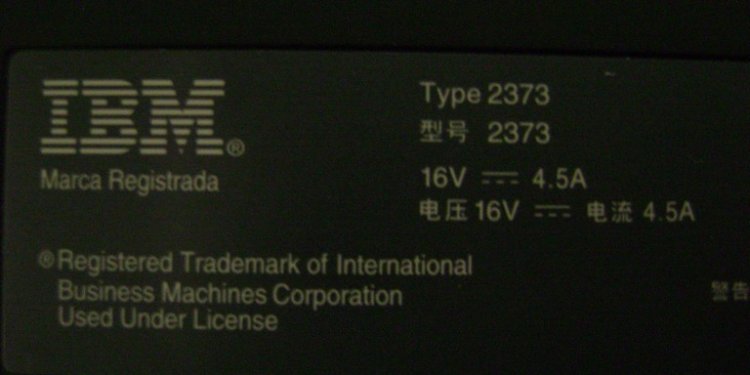 IBM®
Marca Registrada
®Registered Trademark of International
Business Machines Corporation
Used Under License
Type 2373
型号 2373
16V ⎓ 4.5A
电压 16V ⎓ 电流 4.5A
警告